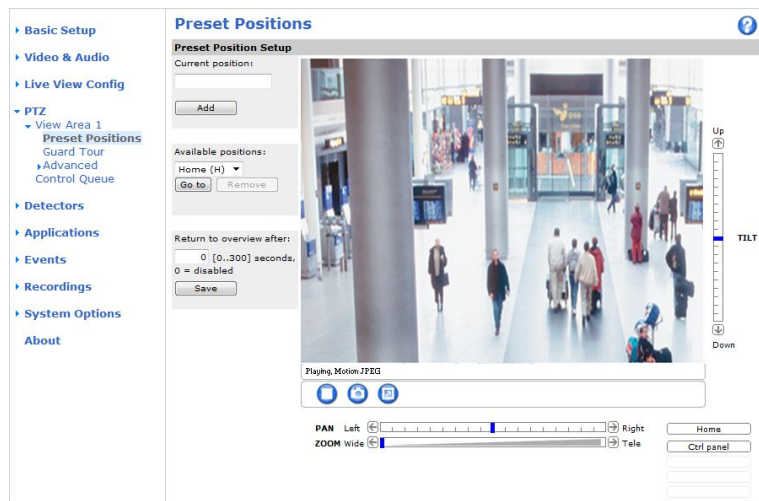 Basic Setup
Video & Audio
Live View Config
PTZ
View Area 1
Preset Positions
Guard Tour
Advanced
Control Queue
Detectors
Applications
Events
Recordings
System Options
About
Preset Positions
?
Preset Position Setup
Current position:
Add
Available positions:
Home (H)
Go to
Remove
Return to overview after:
0 [0..300] seconds,
0 = disabled
Save
DSB
Up
TILT
Down
Playing, Motion JPEG
PAN Left
Right
ZOOM Wide
Tele
Home
Ctrl panel